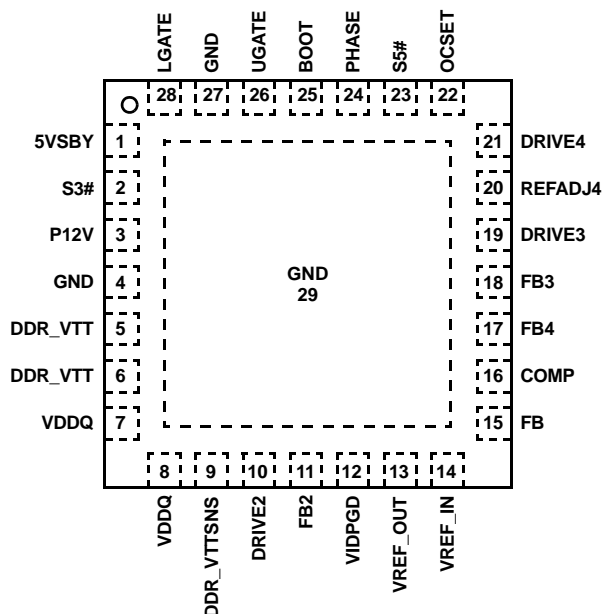 LGATE
GND
UGATE
BOOT
PHASE
S5#
OCSET
28
27
26
25
24
23
22
5VSBY 1
S3# 2
P12V 3
GND 4
DDR_VTT 5
DDR_VTT 6
VDDQ 7
GND
29
21 DRIVE4
20 REFADJ4
19 DRIVE3
18 FB3
17 FB4
16 COMP
15 FB
8
9
10
11
12
13
14
VDDQ
DDR_VTTSNS
DRIVE2
FB2
VIDPGD
VREF_OUT
VREF_IN